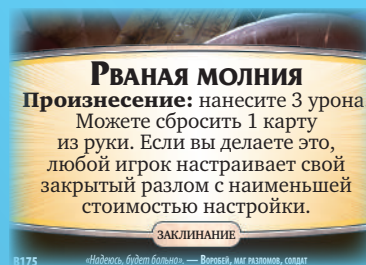 Рваная молния
Произнесение: нанесите 3 урона
Можете сбросить 1 карту
из руки. Если вы делаете это,
любой игрок настраивает свой
закрытый разлом с наименьшей
стоимостью настройки.
ЗАКЛИНАНИЕ
B175 «Надеюсь, будет больно». — Воробей, маг разломов, солдат